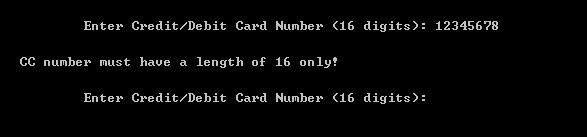 Enter Credit/Debit Card Number (16 digits): 12345678
CC number must have a length of 16 only!
Enter Credit/Debit Card Number (16 digits):